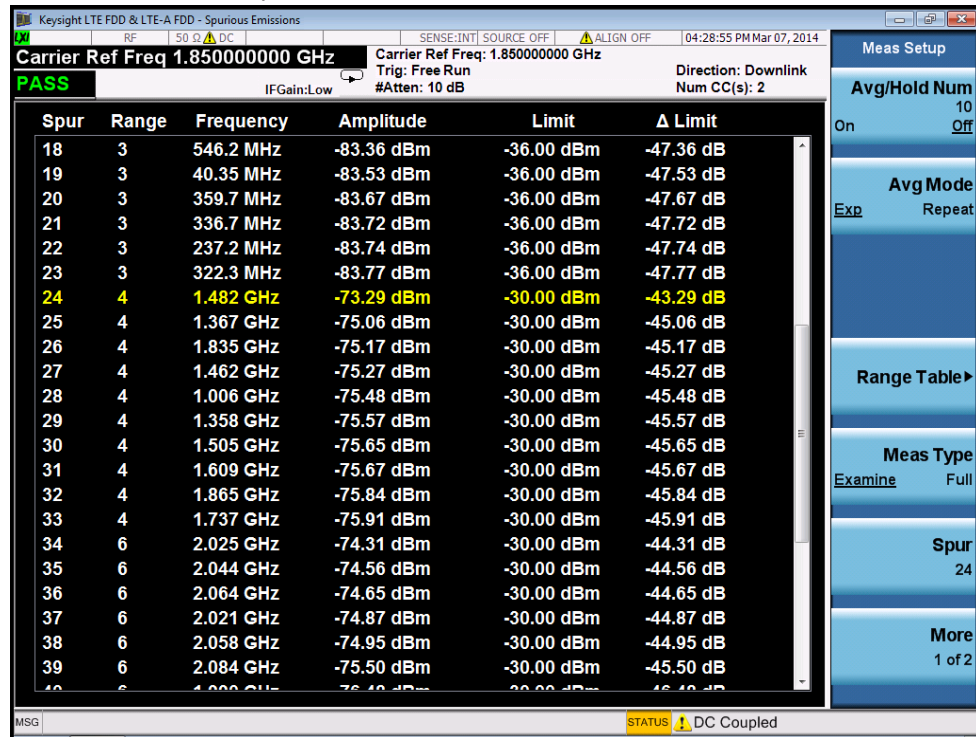 Keysight LTE FDD & LTE-A FDD - Spurious Emissions
LXI RF 50 Ω DC SENSE:INT SOURCE OFF ALIGN OFF 04:28:55 PM Mar 07, 2014
Carrier Ref Freq 1.850000000 GHz
Carrier Ref Freq: 1.850000000 GHz
Trig: Free Run Direction: Downlink
PASS IFGain:Low #Atten: 10 dB Num CC(s): 2
Spur Range Frequency Amplitude Limit Δ Limit
18 3 546.2 MHz -83.36 dBm -36.00 dBm -47.36 dB
19 3 40.35 MHz -83.53 dBm -36.00 dBm -47.53 dB
20 3 359.7 MHz -83.67 dBm -36.00 dBm -47.67 dB
21 3 336.7 MHz -83.72 dBm -36.00 dBm -47.72 dB
22 3 237.2 MHz -83.74 dBm -36.00 dBm -47.74 dB
23 3 322.3 MHz -83.77 dBm -36.00 dBm -47.77 dB
24 4 1.482 GHz -73.29 dBm -30.00 dBm -43.29 dB
25 4 1.367 GHz -75.06 dBm -30.00 dBm -45.06 dB
26 4 1.835 GHz -75.17 dBm -30.00 dBm -45.17 dB
27 4 1.462 GHz -75.27 dBm -30.00 dBm -45.27 dB
28 4 1.006 GHz -75.48 dBm -30.00 dBm -45.48 dB
29 4 1.358 GHz -75.57 dBm -30.00 dBm -45.57 dB
30 4 1.505 GHz -75.65 dBm -30.00 dBm -45.65 dB
31 4 1.609 GHz -75.67 dBm -30.00 dBm -45.67 dB
32 4 1.865 GHz -75.84 dBm -30.00 dBm -45.84 dB
33 4 1.737 GHz -75.91 dBm -30.00 dBm -45.91 dB
34 6 2.025 GHz -74.31 dBm -30.00 dBm -44.31 dB
35 6 2.044 GHz -74.56 dBm -30.00 dBm -44.56 dB
36 6 2.064 GHz -74.65 dBm -30.00 dBm -44.65 dB
37 6 2.021 GHz -74.87 dBm -30.00 dBm -44.87 dB
38 6 2.058 GHz -74.95 dBm -30.00 dBm -44.95 dB
39 6 2.084 GHz -75.50 dBm -30.00 dBm -45.50 dB
MSG STATUS DC Coupled
Meas Setup
Avg/Hold Num
10
On Off
Avg Mode
Exp Repeat
Range Table
Meas Type
Examine Full
Spur
24
More
1 of 2